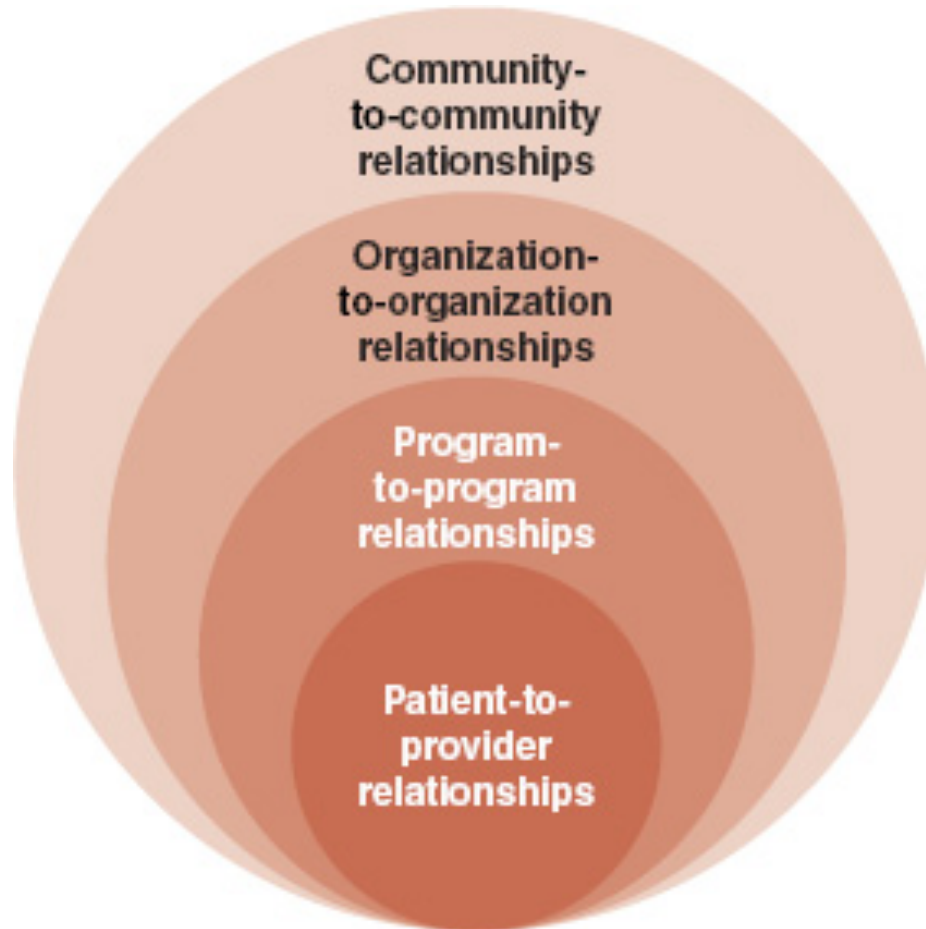 Community-
to-community
relationships
Organization-
to-organization
relationships
Program-
to-program
relationships
Patient-to-
provider
relationships